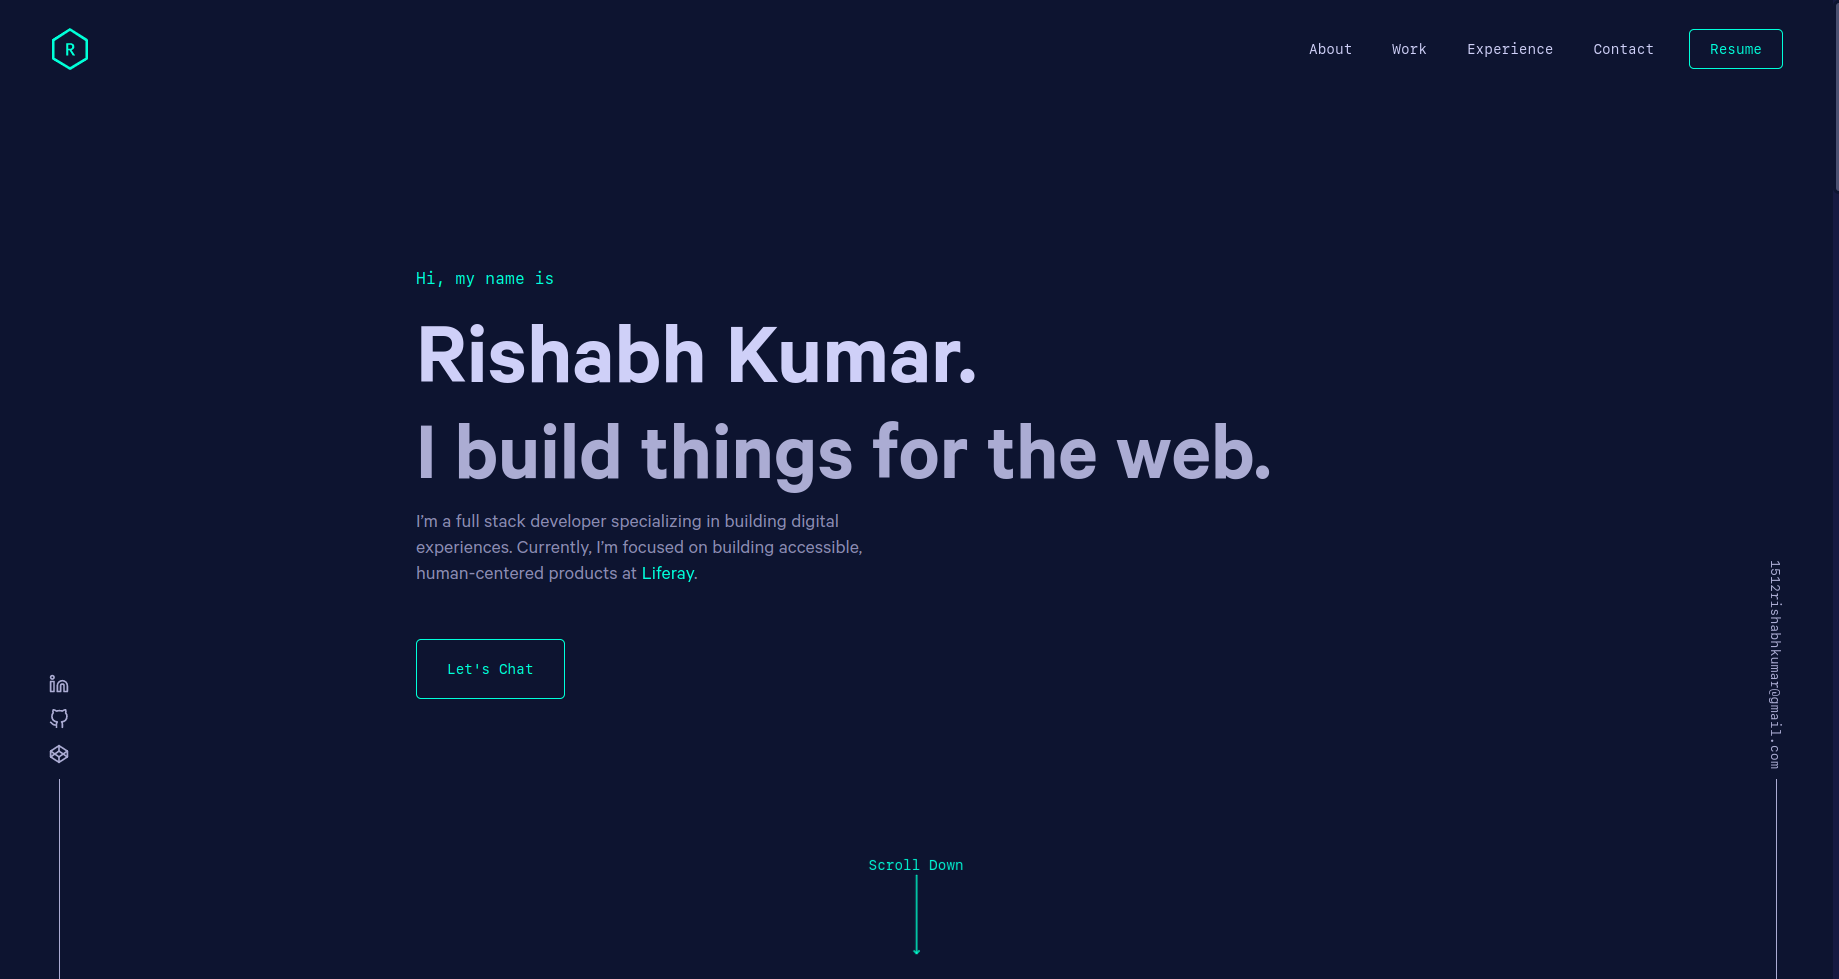 R
About
Work
Experience
Contact
Resume
Hi, my name is
Rishabh Kumar.
I build things for the web.
I'm a full stack developer specializing in building digital
experiences. Currently, I'm focused on building accessible,
human-centered products at Liferay.
Let's Chat
1512rishabhkumar@gmail.com
Scroll Down